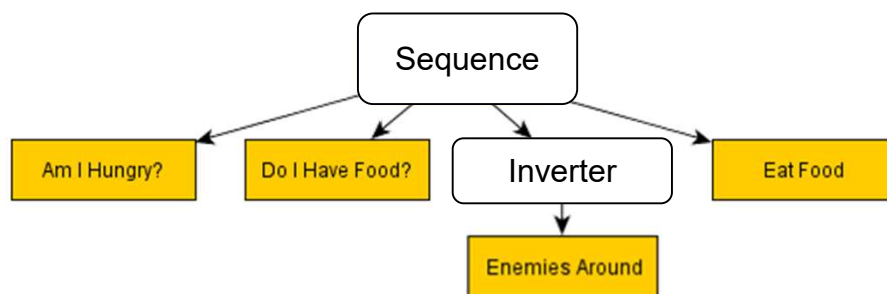 Sequence
Am I Hungry?
Do I Have Food?
Inverter
Eat Food
Enemies Around